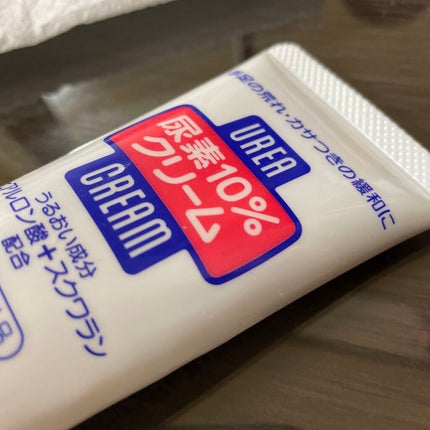 手足の荒れ・カサつきの緩和に
UREA
尿素10%
クリーム
CREAM
うるおい成分
アルロン酸+スクワラン
配合
品